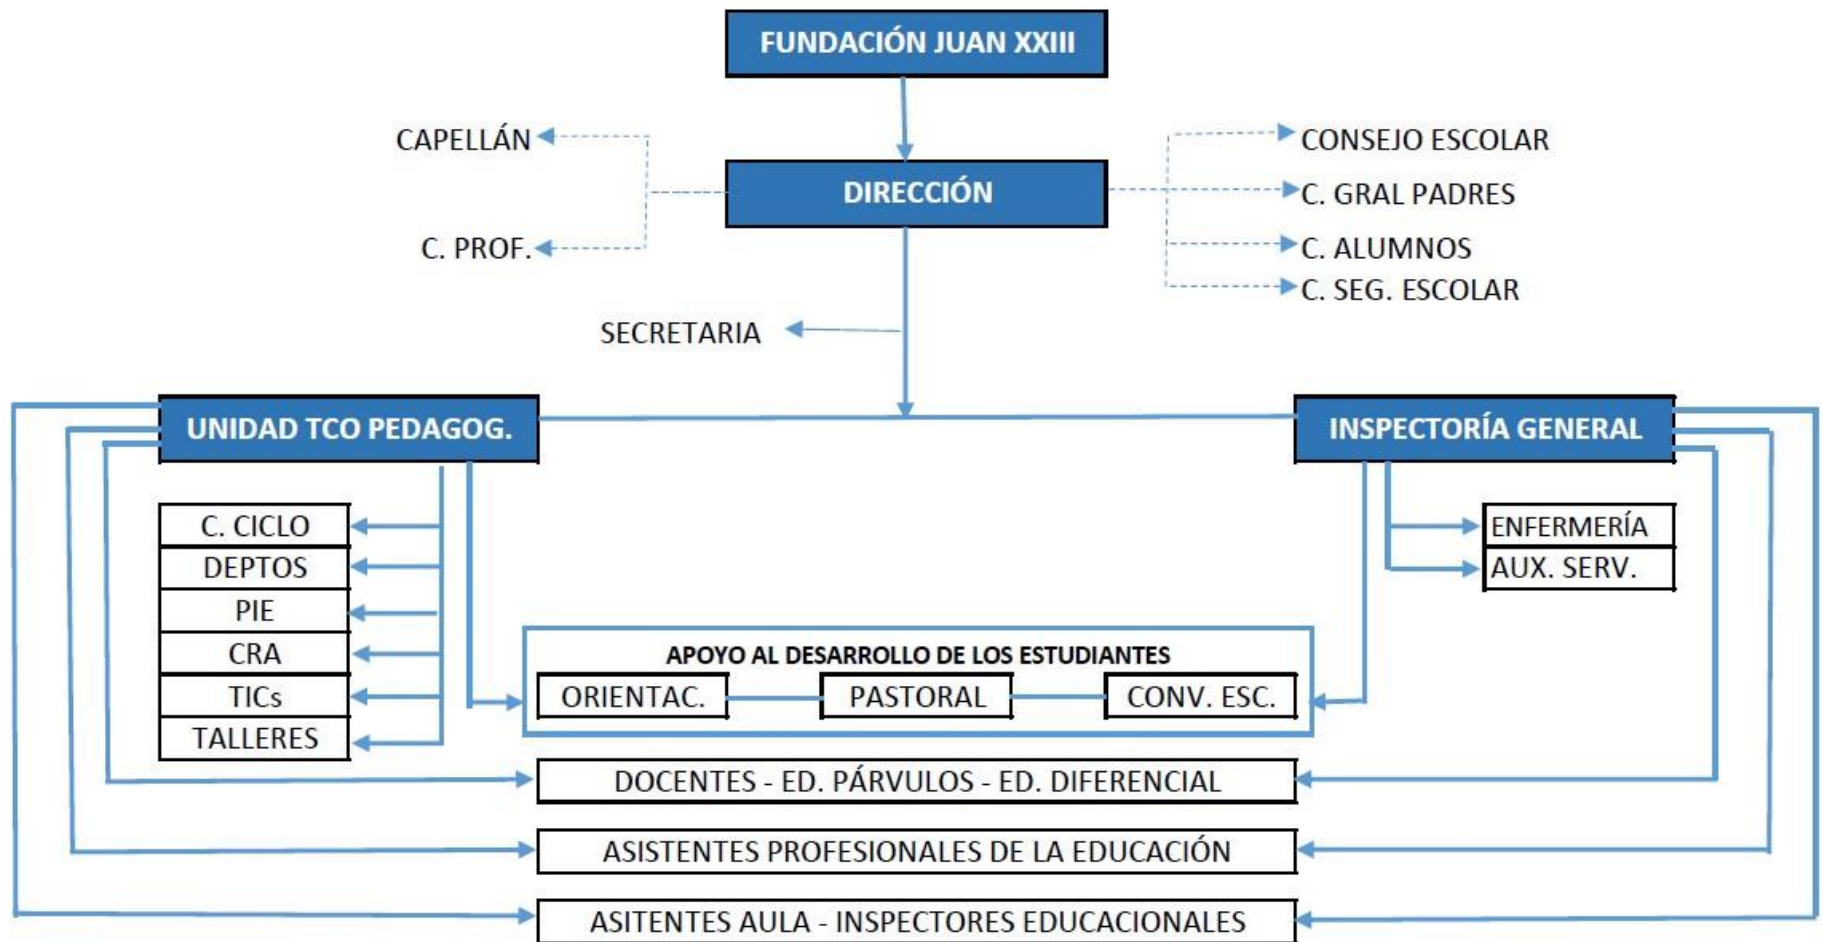 FUNDACIÓN JUAN XXIII
CAPELLÁN
CONSEJO ESCOLAR
DIRECCIÓN
C. GRAL PADRES
C. PROF.
C. ALUMNOS
C. SEG. ESCOLAR
SECRETARIA
UNIDAD TCO PEDAGOG.
INSPECTORÍA GENERAL
C. CICLO
DEPTOS
PIE
CRA
TICs
TALLERES
ENFERMERÍA
AUX. SERV.
APOYO AL DESARROLLO DE LOS ESTUDIANTES
ORIENTAC.
PASTORAL
CONV. ESC.
DOCENTES - ED. PÁRVULOS - ED. DIFERENCIAL
ASISTENTES PROFESIONALES DE LA EDUCACIÓN
ASITENTES AULA - INSPECTORES EDUCACIONALES